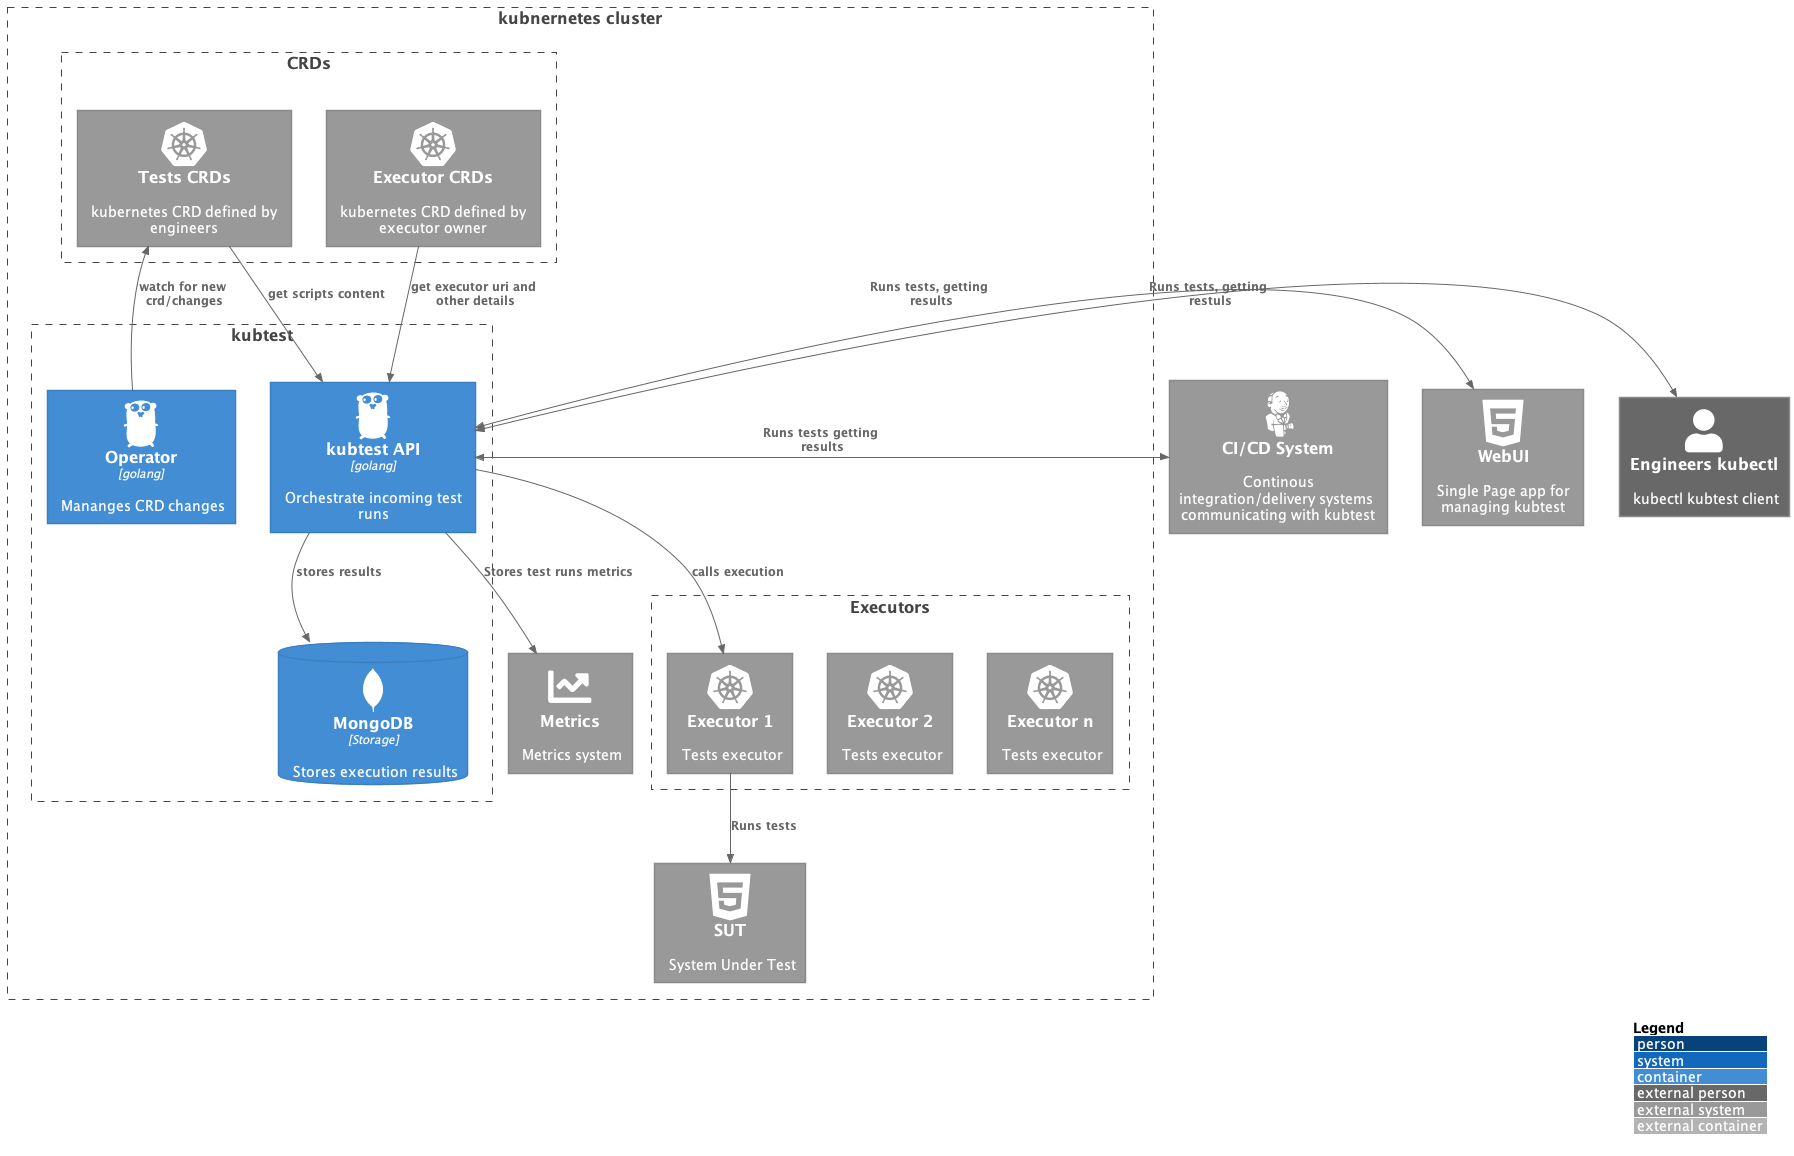 kubnernetes cluster
CRDs
Tests CRDs
kubernetes CRD defined by
engineers
Executor CRDs
kubernetes CRD defined by
executor owner
watch for new
crd/changes
get scripts content
get executor uri and
other details
Runs tests, getting
results
Runs tests, getting
restuls
kubtest
Operator
[golang]
Mananges CRD changes
kubtest API
[golang]
Orchestrate incoming test
runs
Runs tests getting
results
CI/CD System
Continous
integration/delivery systems
communicating with kubtest
WebUI
Single Page app for
managing kubtest
Engineers kubectl
kubectl kubtest client
stores results
Stores test runs metrics
calls execution
MongoDB
[Storage]
Stores execution results
Metrics
Metrics system
Executors
Executor 1
Tests executor
Executor 2
Tests executor
Executor n
Tests executor
Runs tests
SUT
System Under Test
Legend
person
system
container
external person
external system
external container